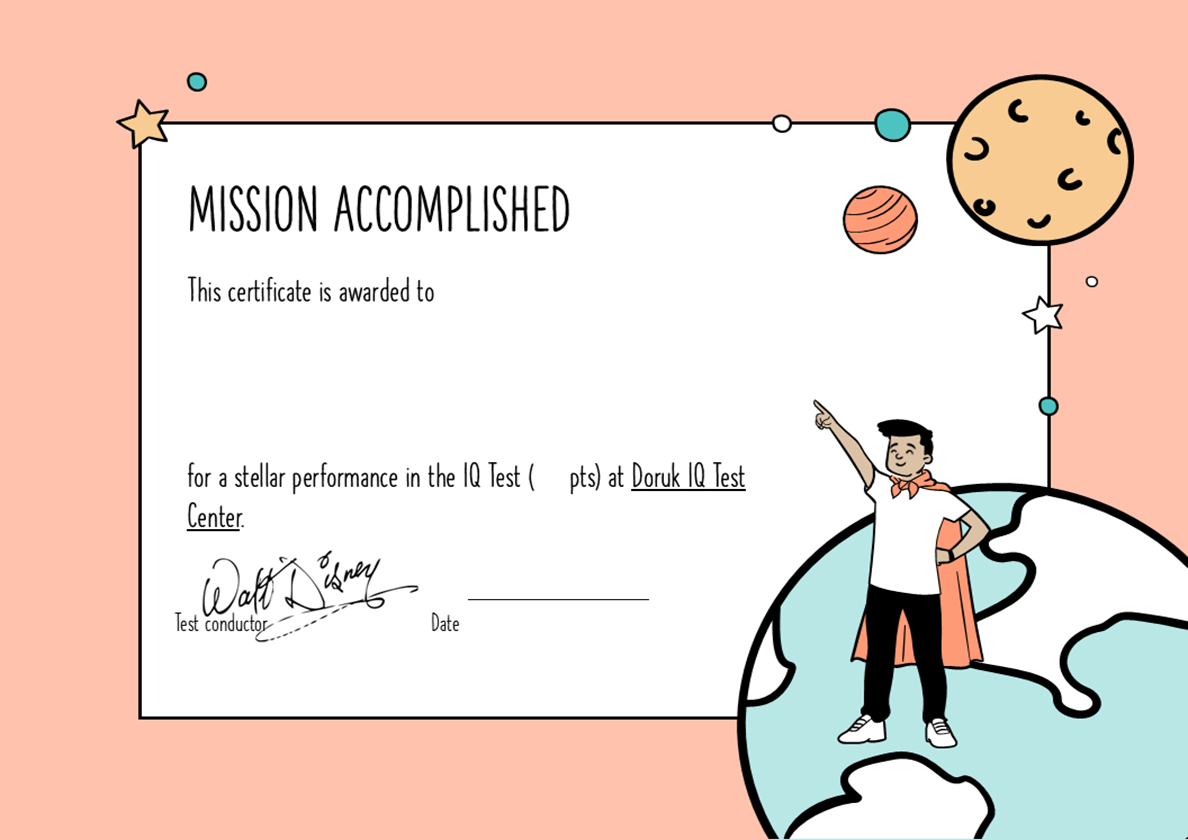 MISSION ACCOMPLISHED
This certificate is awarded to
for a stellar performance in the IQ Test (     pts) at Doruk IQ Test
Center.
Walt Disney
Test conductor
Date